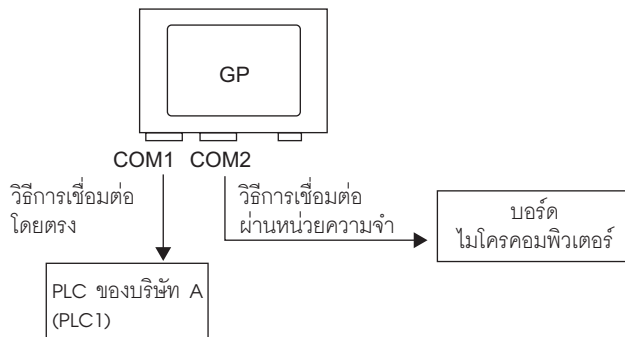 GP
COM1 COM2
วิธีการเชื่อมต่อ
โดยตรง
วิธีการเชื่อมต่อ
ผ่านหน่วยความจำ
บอร์ด
ไมโครคอมพิวเตอร์
PLC ของบริษัท A
(PLC1)